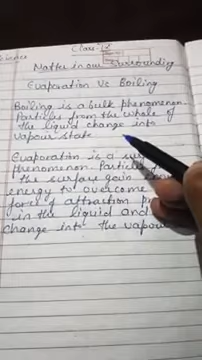 Science
Class-
Matter in our Surrounding
Evaporation Vs Boiling
Boiling is a bulk phenomenon.
Particles from the whole of
the liquid change into
vapour state
Evaporation is a
Phenomenon. Particles
the surface gain
energy to overcome
force of attraction
in the liquid and
change into the vapour